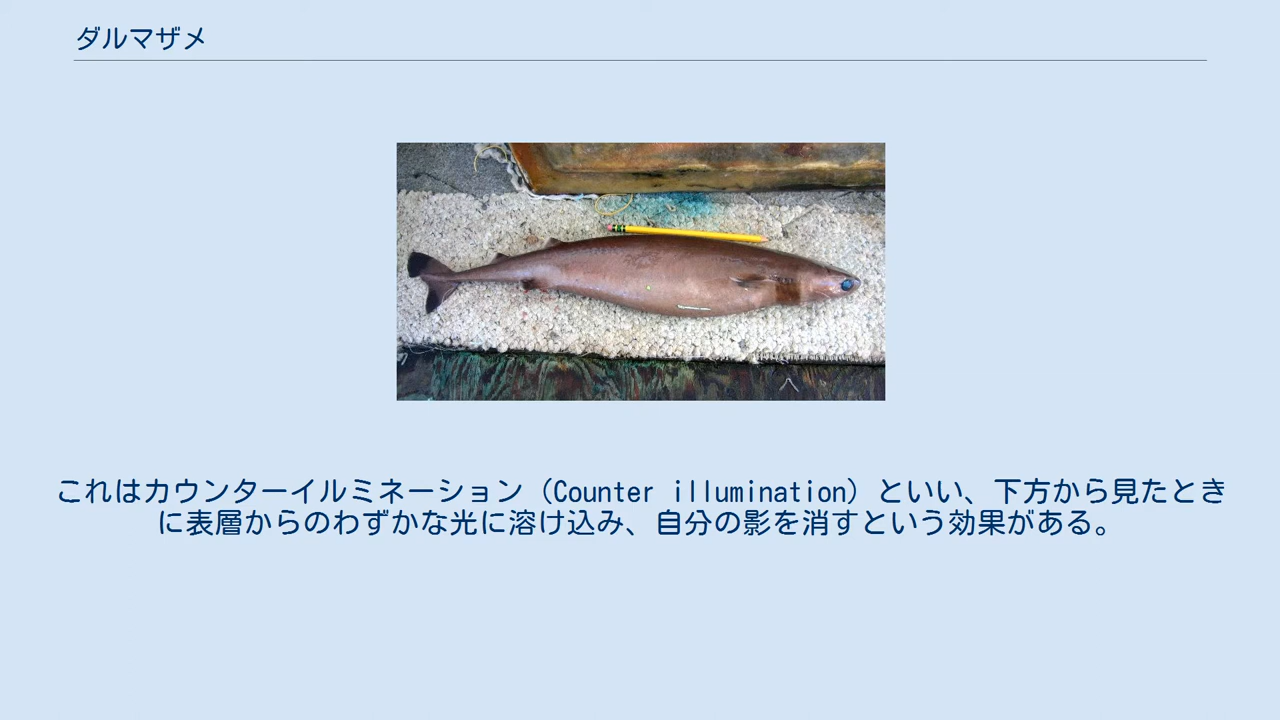 ダルマザメ
これはカウンターイルミネーション（Counter illumination）といい、下方から見たとき
に表層からのわずかな光に溶け込み、自分の影を消すという効果がある。